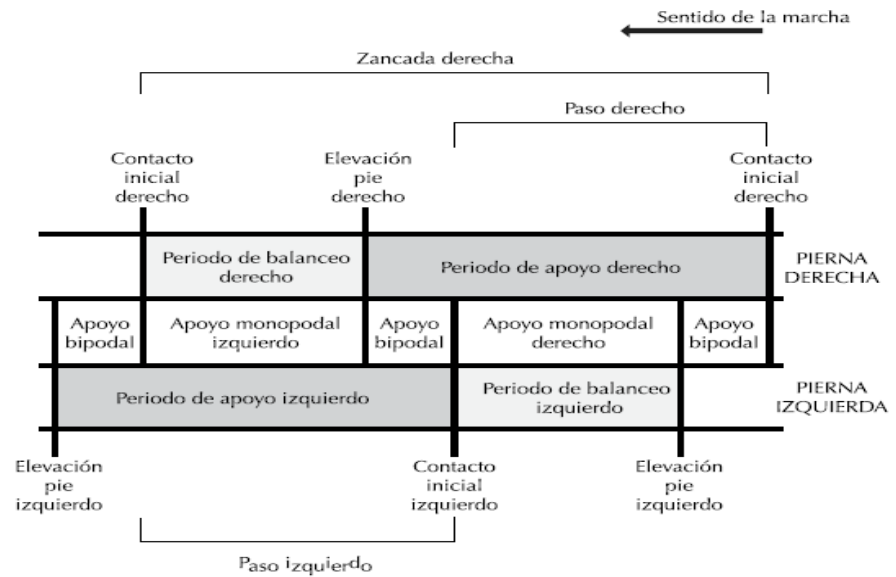 Sentido de la marcha
Zancada derecha
Paso derecho
Contacto
inicial
derecho
Elevación
pie
derecho
Contacto
inicial
derecho
Periodo de balanceo
derecho
Periodo de apoyo derecho
PIERNA
DERECHA
Apoyo
bipodal
Apoyo monopodal
izquierdo
Apoyo
bipodal
Apoyo monopodal
derecho
Apoyo
bipodal
Periodo de apoyo izquierdo
Periodo de balanceo
izquierdo
PIERNA
IZQUIERDA
Elevación
pie
izquierdo
Contacto
inicial
izquierdo
Elevación
pie
izquierdo
Paso izquierdo